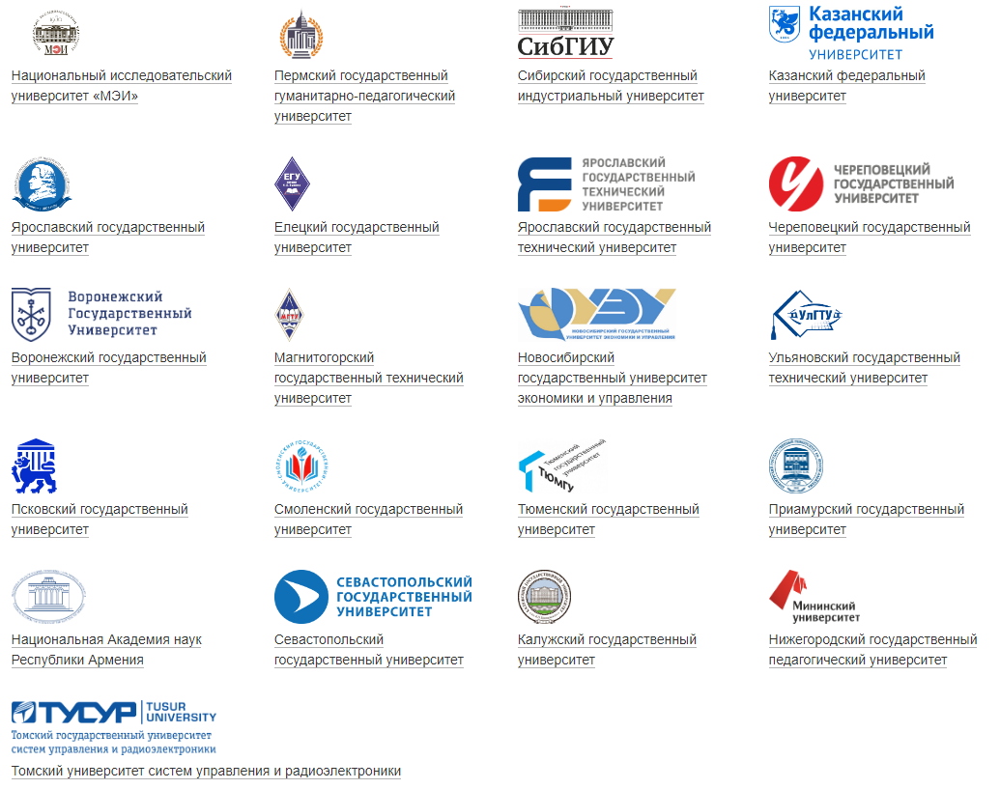 МЭИ
Национальный исследовательский
университет «МЭИ»
Пермский государственный
гуманитарно-педагогический
университет
СибГИУ
Сибирский государственный
индустриальный университет
Казанский
федеральный
УНИВЕРСИТЕТ
Казанский федеральный
университет
Ярославский государственный
университет
ЕГУ
Елецкий государственный
университет
ЯРОСЛАВСКИЙ
ГОСУДАРСТВЕННЫЙ
ТЕХНИЧЕСКИЙ
УНИВЕРСИТЕТ
Ярославский государственный
технический университет
ЧЕРЕПОВЕЦКИЙ
ГОСУДАРСТВЕННЫЙ
УНИВЕРСИТЕТ
Череповецкий государственный
университет
Воронежский
Государственный
Университет
Воронежский государственный
университет
МГТУ
Магнитогорский
государственный технический
университет
НОВОСИБИРСКИЙ ГОСУДАРСТВЕННЫЙ
УНИВЕРСИТЕТ ЭКОНОМИКИ И УПРАВЛЕНИЯ
Новосибирский
государственный университет
экономики и управления
УлГТУ
Ульяновский государственный
технический университет
Псковский государственный
университет
СМОЛЕНСКИЙ ГОСУДАРСТВЕННЫЙ УНИВЕРСИТЕТ
Смоленский государственный
университет
Тюменский
государственный
университет
ТЮМГУ
Тюменский государственный
университет
Приамурский государственный
университет
Национальная Академия наук
Республики Армения
СЕВАСТОПОЛЬСКИЙ
ГОСУДАРСТВЕННЫЙ
УНИВЕРСИТЕТ
Севастопольский
государственный университет
Калужский государственный
университет
Мининский
университет
Нижегородский государственный
педагогический университет
ТУСУР
TUSUR
UNIVERSITY
Томский государственный университет
систем управления и радиоэлектроники
Томский университет систем управления и радиоэлектроники